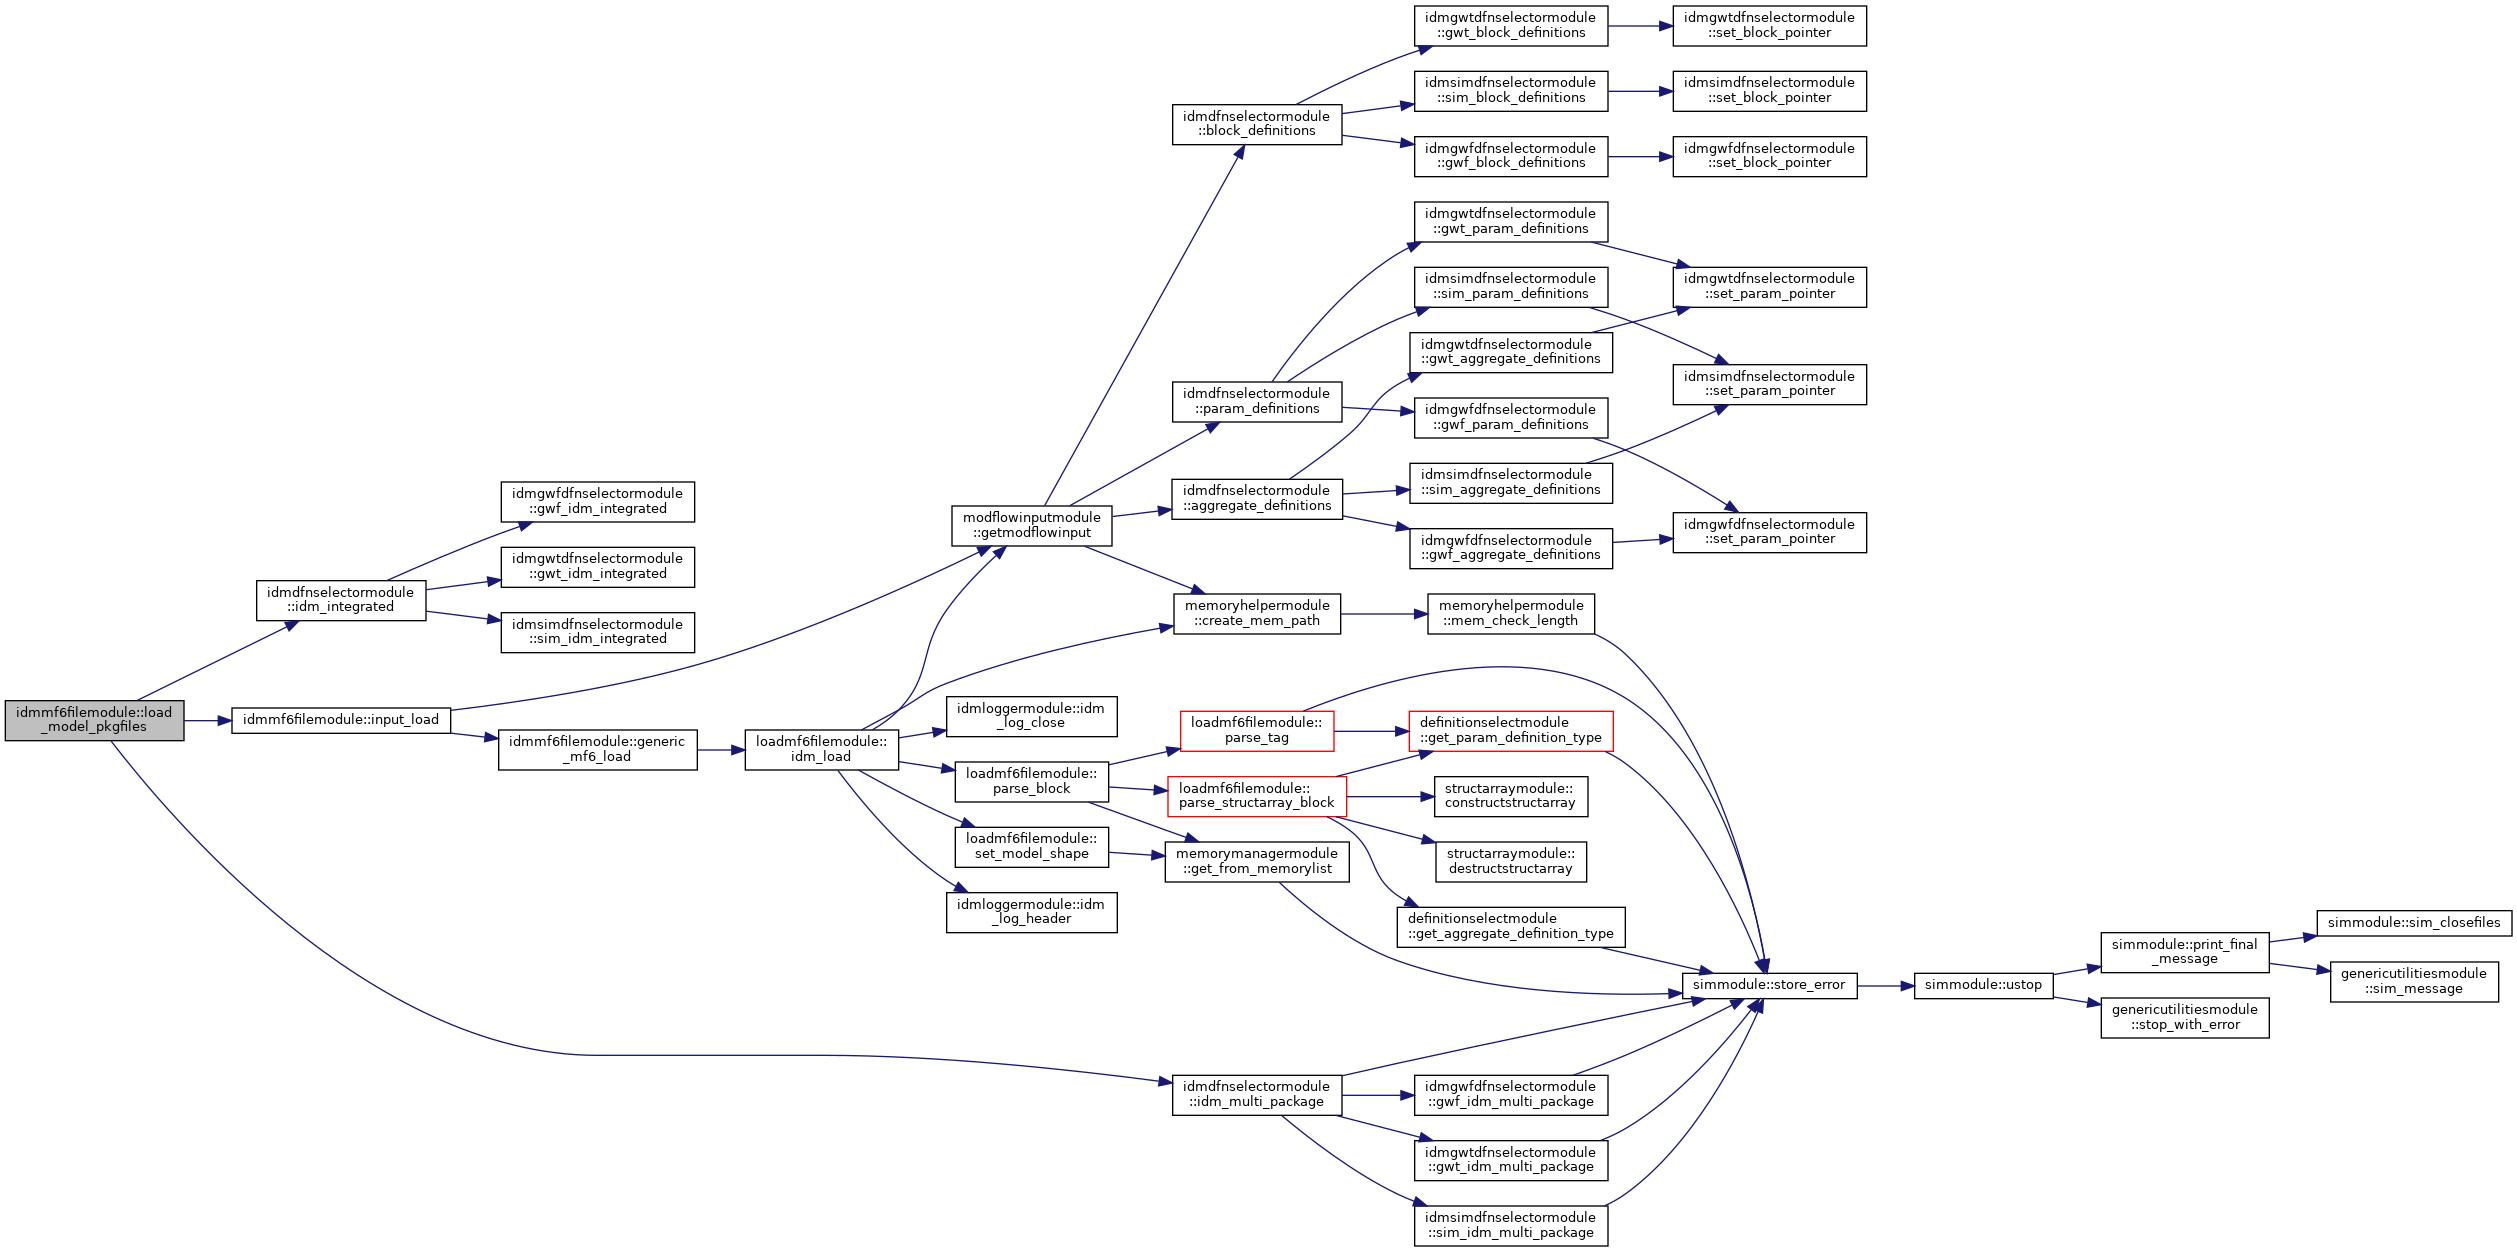 idmmf6filemodule::load
_model_pkgfiles
idmdfnselectormodule
::idm_integrated
idmmf6filemodule::input_load
idmgwfdfnselectormodule
::gwf_idm_integrated
idmgwtdfnselectormodule
::gwt_idm_integrated
idmsimdfnselectormodule
::sim_idm_integrated
idmmf6filemodule::generic
_mf6_load
loadmf6filemodule::
idm_load
modflowinputmodule
::getmodflowinput
idmloggermodule::idm
_log_close
loadmf6filemodule::
parse_block
loadmf6filemodule::
set_model_shape
idmloggermodule::idm
_log_header
idmdfnselectormodule
::block_definitions
idmdfnselectormodule
::param_definitions
idmdfnselectormodule
::aggregate_definitions
memoryhelpermodule
::create_mem_path
loadmf6filemodule::
parse_tag
loadmf6filemodule::
parse_structarray_block
memorymanagermodule
::get_from_memorylist
idmdfnselectormodule
::idm_multi_package
idmgwtdfnselectormodule
::gwt_block_definitions
idmsimdfnselectormodule
::sim_block_definitions
idmgwfdfnselectormodule
::gwf_block_definitions
idmgwtdfnselectormodule
::gwt_param_definitions
idmsimdfnselectormodule
::sim_param_definitions
idmgwtdfnselectormodule
::gwt_aggregate_definitions
idmgwfdfnselectormodule
::gwf_param_definitions
idmsimdfnselectormodule
::sim_aggregate_definitions
idmgwfdfnselectormodule
::gwf_aggregate_definitions
memoryhelpermodule
::mem_check_length
definitionselectmodule
::get_param_definition_type
structarraymodule::
constructstructarray
structarraymodule::
destructstructarray
definitionselectmodule
::get_aggregate_definition_type
idmgwfdfnselectormodule
::gwf_idm_multi_package
idmgwtdfnselectormodule
::gwt_idm_multi_package
idmsimdfnselectormodule
::sim_idm_multi_package
idmgwtdfnselectormodule
::set_block_pointer
idmsimdfnselectormodule
::set_block_pointer
idmgwfdfnselectormodule
::set_block_pointer
idmgwtdfnselectormodule
::set_param_pointer
idmsimdfnselectormodule
::set_param_pointer
idmgwfdfnselectormodule
::set_param_pointer
simmodule::store_error
simmodule::ustop
simmodule::print_final
_message
genericutilitiesmodule
::stop_with_error
simmodule::sim_closefiles
genericutilitiesmodule
::sim_message